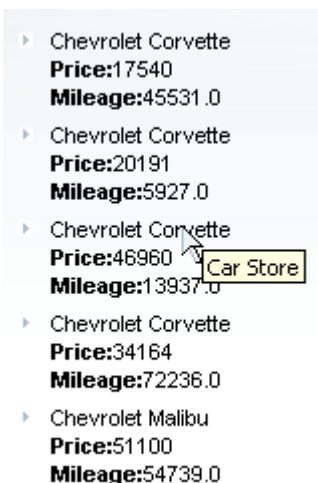 Chevrolet Corvette
Price:17540
Mileage:45531.0
Chevrolet Corvette
Price:20191
Mileage:5927.0
Chevrolet Corvette
Price:46960
Car Store
Mileage:13937.0
Chevrolet Corvette
Price:34164
Mileage:72236.0
Chevrolet Malibu
Price:51100
Mileage:54739.0